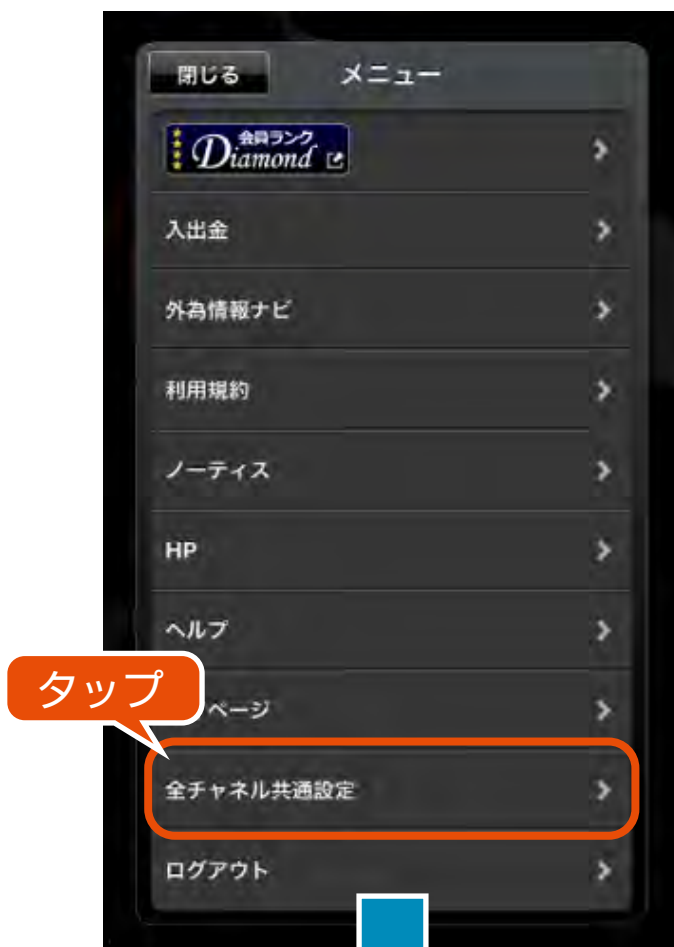 閉じる メニュー
会員ランク
Diamond
入出金
外為情報ナビ
利用規約
ノーティス
HP
ヘルプ
タップ
ページ
全チャネル共通設定
ログアウト